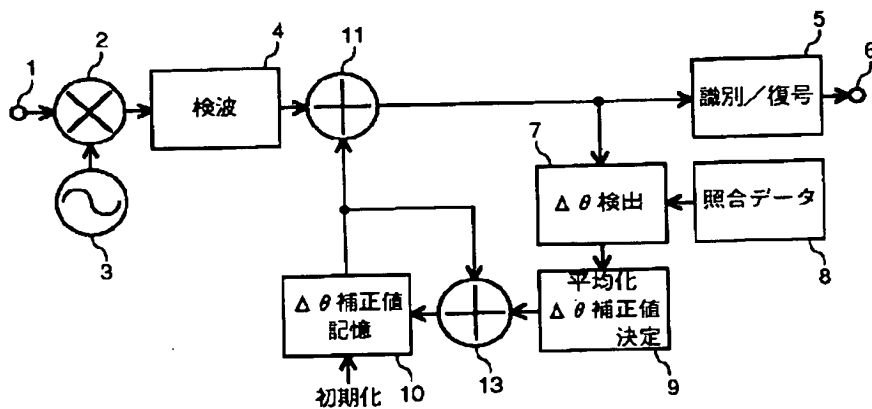 4
11
5
6
2
1
検波
識別／復号
7
Δθ検出
照合データ
3
8
平均化
Δθ補正値
決定
Δθ補正値
記憶
10
13
9
初期化